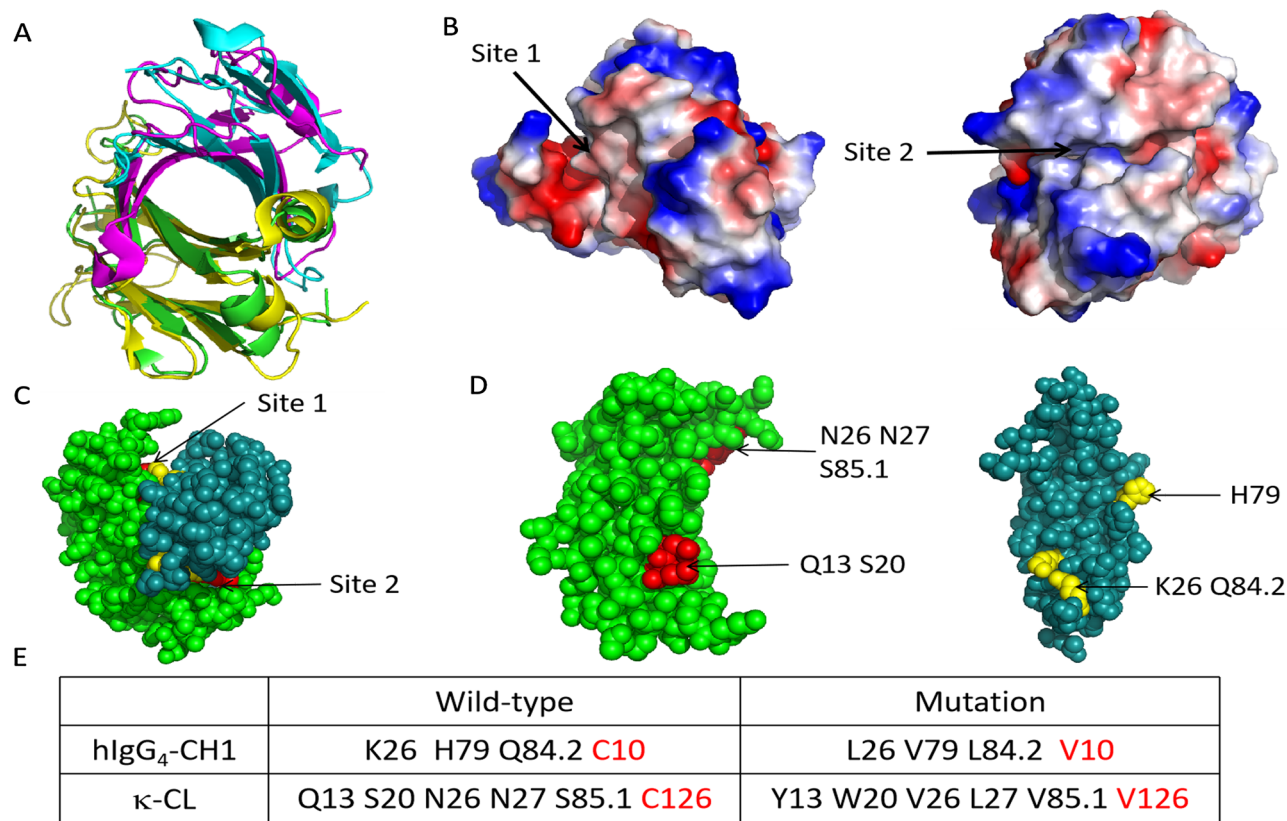 A
B
Site 1
Site 2
C
Site 1
Site 2
D
N26 N27
S85.1
Q13 S20
H79
K26 Q84.2
E
Wild-type Mutation
hIgG₄-CH1 K26 H79 Q84.2 C10 L26 V79 L84.2 V10
κ-CL Q13 S20 N26 N27 S85.1 C126 Y13 W20 V26 L27 V85.1 V126